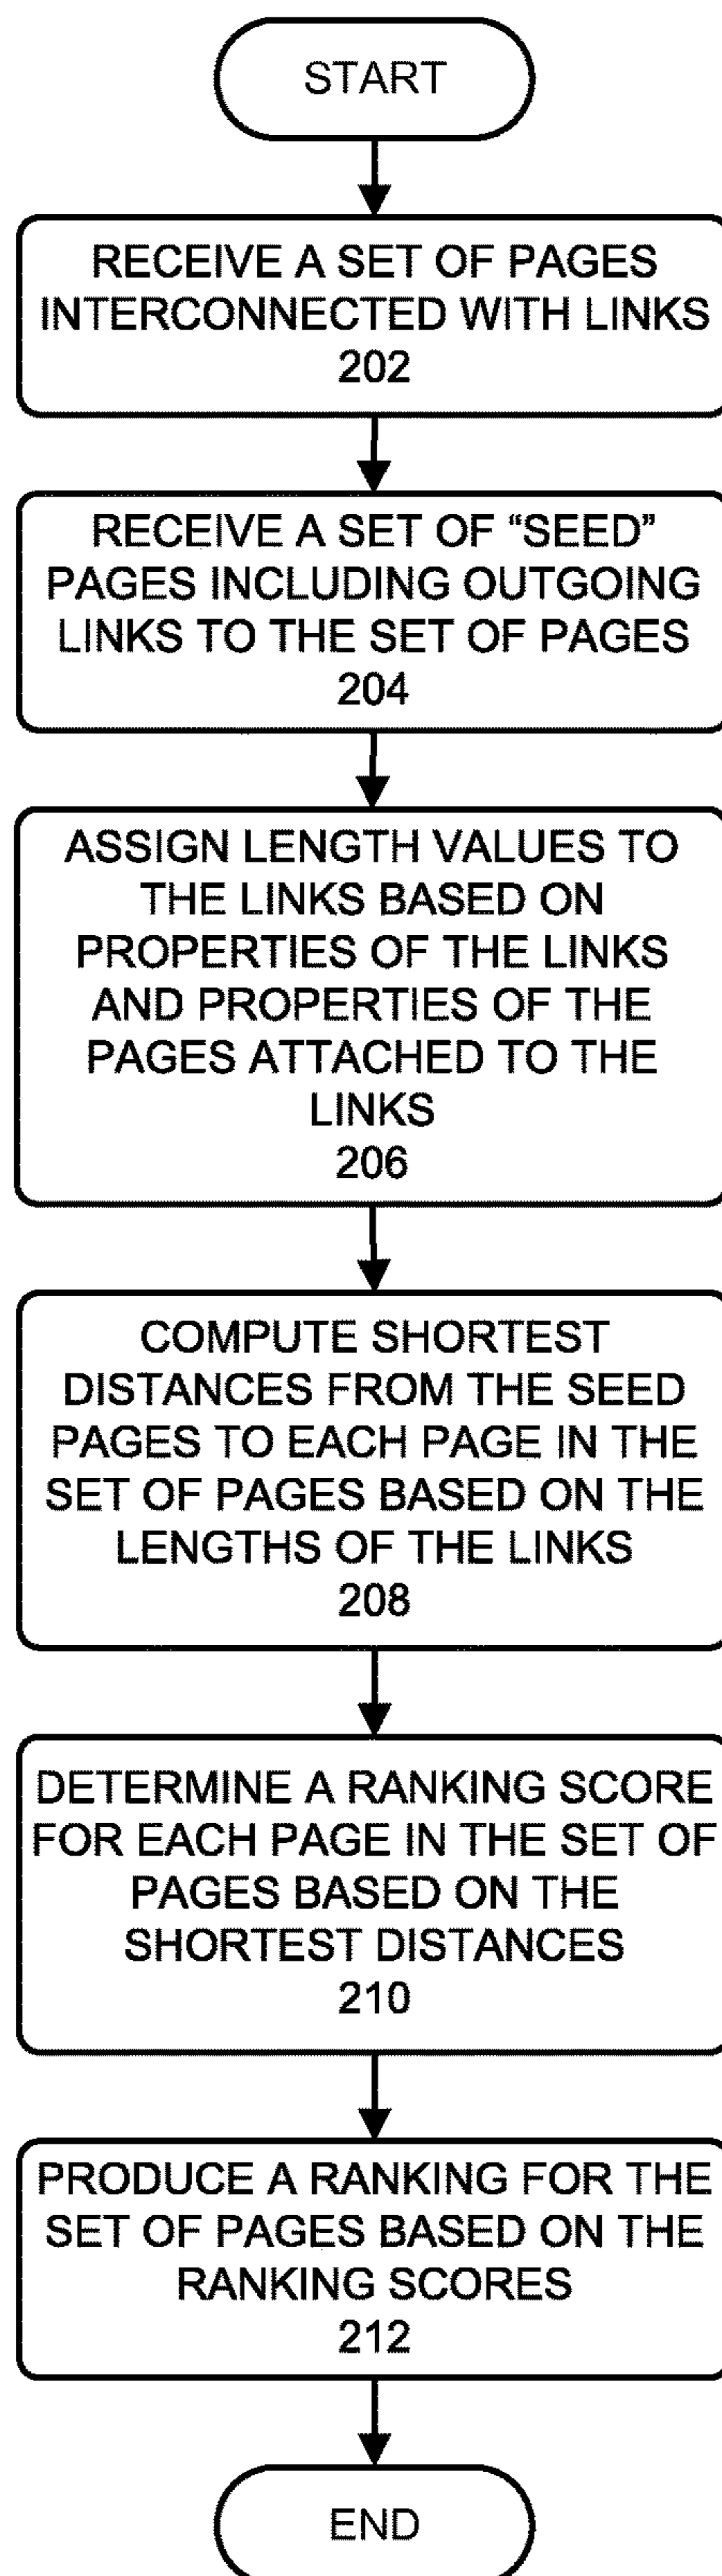 START
RECEIVE A SET OF PAGES
INTERCONNECTED WITH LINKS
202
RECEIVE A SET OF “SEED”
PAGES INCLUDING OUTGOING
LINKS TO THE SET OF PAGES
204
ASSIGN LENGTH VALUES TO
THE LINKS BASED ON
PROPERTIES OF THE LINKS
AND PROPERTIES OF THE
PAGES ATTACHED TO THE
LINKS
206
COMPUTE SHORTEST
DISTANCES FROM THE SEED
PAGES TO EACH PAGE IN THE
SET OF PAGES BASED ON THE
LENGTHS OF THE LINKS
208
DETERMINE A RANKING SCORE
FOR EACH PAGE IN THE SET OF
PAGES BASED ON THE
SHORTEST DISTANCES
210
PRODUCE A RANKING FOR THE
SET OF PAGES BASED ON THE
RANKING SCORES
212
END